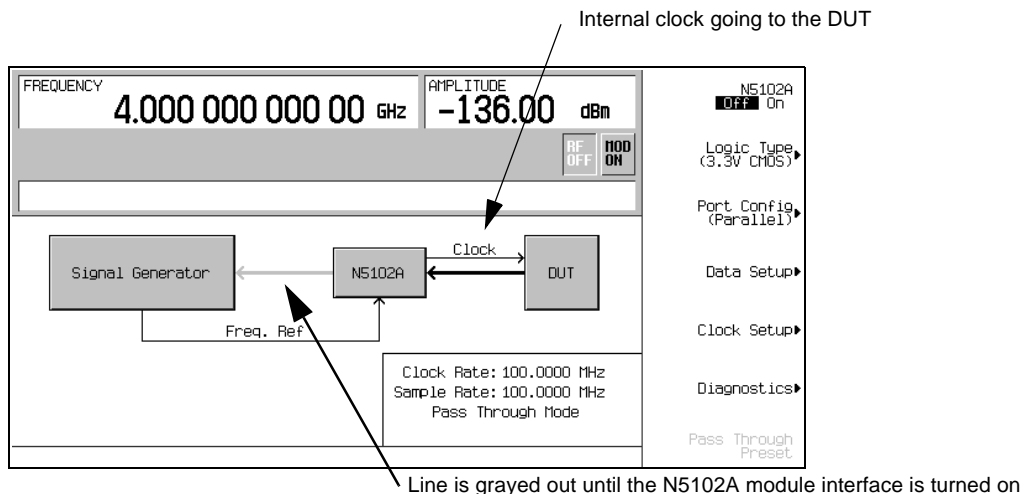 Internal clock going to the DUT
FREQUENCY
4.000 000 000 00 GHz
AMPLITUDE
-136.00 dBm
RF OFF
MOD ON
N5102A
Off On
Logic Type
(3.3V CMOS)
Port Config
(Parallel)
Data Setup
Clock Setup
Diagnostics
Pass Through
Preset
Signal Generator
N5102A
Clock
DUT
Freq. Ref
Clock Rate: 100.0000 MHz
Sample Rate: 100.0000 MHz
Pass Through Mode
Line is grayed out until the N5102A module interface is turned on